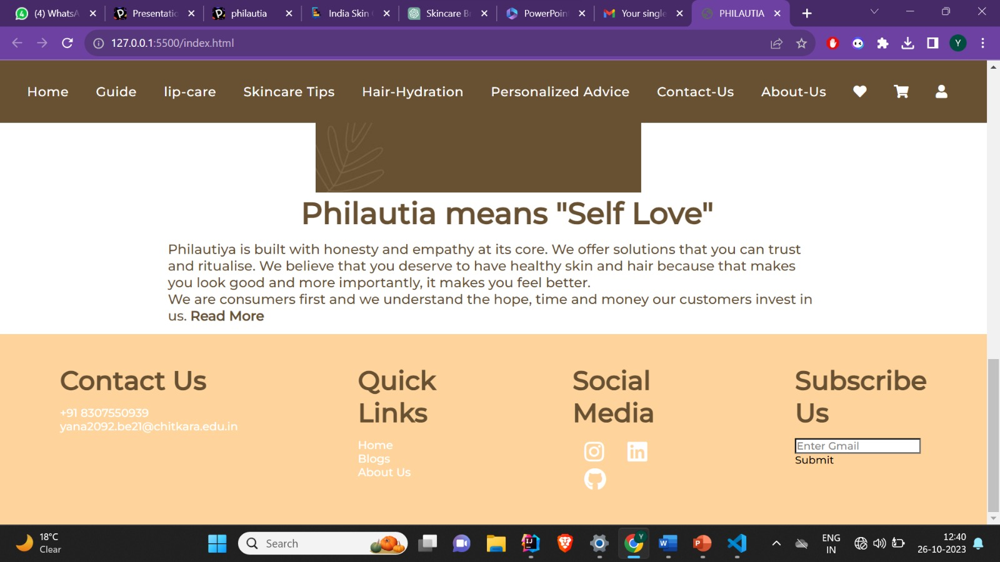 (4) WhatsA
Presentatic
philautia
India Skin
Skincare B
PowerPoin
Your single
PHILAUTIA
127.0.0.1:5500/index.html
Y
Home
Guide
lip-care
Skincare Tips
Hair-Hydration
Personalized Advice
Contact-Us
About-Us
Philautia means "Self Love"
Philautiya is built with honesty and empathy at its core. We offer solutions that you can trust
and ritualise. We believe that you deserve to have healthy skin and hair because that makes
you look good and more importantly, it makes you feel better.
We are consumers first and we understand the hope, time and money our customers invest in
us. Read More
Contact Us
+91 8307550939
yana2092.be21@chitkara.edu.in
Quick
Links
Home
Blogs
About Us
Social
Media
Subscribe
Us
Enter Gmail
Submit
18°C
Clear
Search
ENG
IN
12:40
26-10-2023